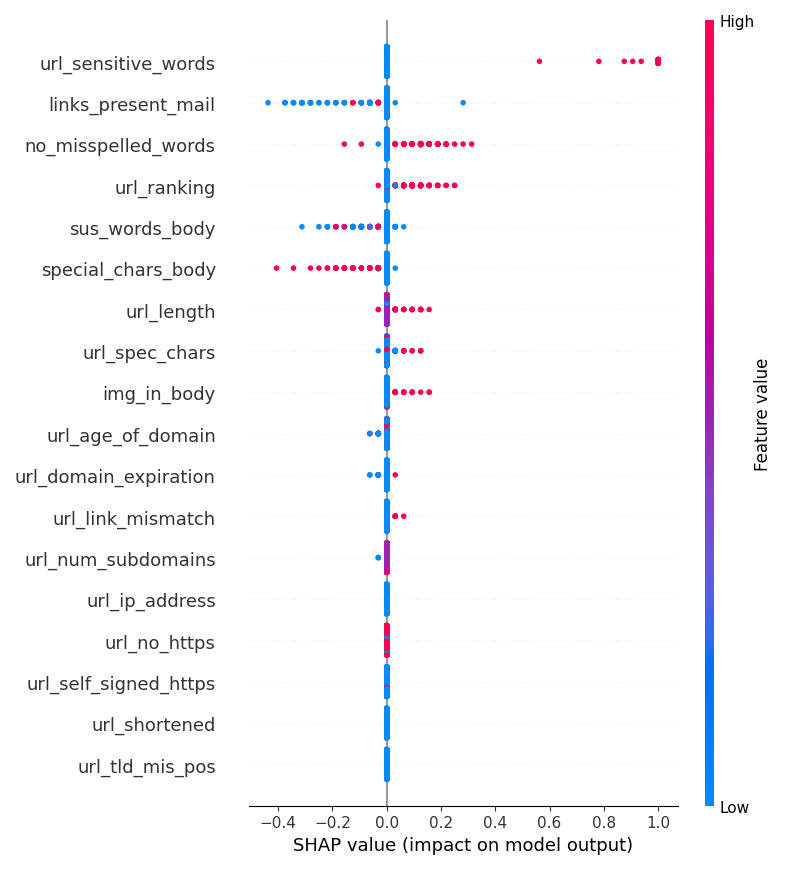 High
url_sensitive_words
links_present_mail
no_misspelled_words
url_ranking
sus_words_body
special_chars_body
url_length
url_spec_chars
img_in_body
url_age_of_domain
url_domain_expiration
url_link_mismatch
url_num_subdomains
url_ip_address
url_no_https
url_self_signed_https
url_shortened
url_tld_mis_pos
Feature value
Low
−0.4 −0.2 0.0 0.2 0.4 0.6 0.8 1.0
SHAP value (impact on model output)